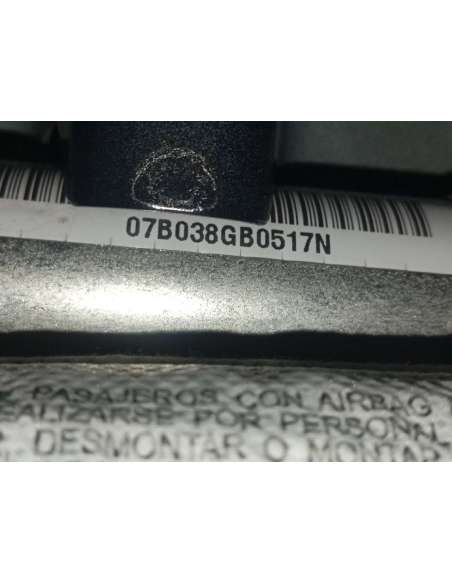 07B038GB0517N
PASAJEROS CON AIRBAG
REALIZARSE POR PERSONAL
DESMONTAR O MONTAR